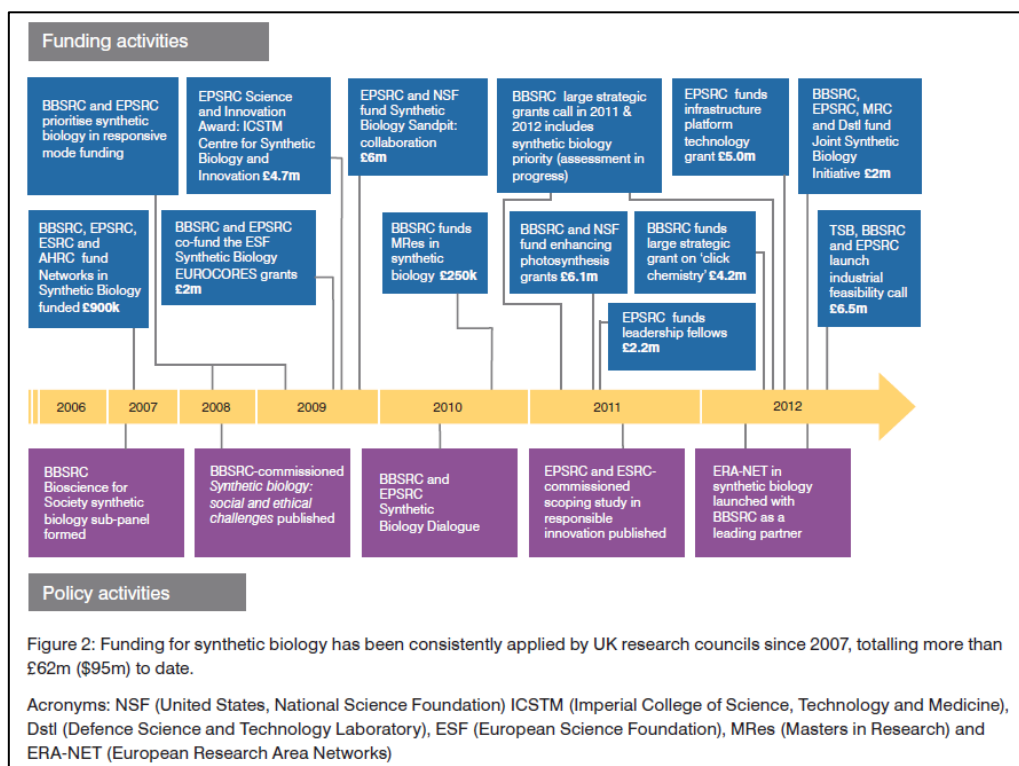 Funding activities
BBSRC and EPSRC
prioritise synthetic
biology in responsive
mode funding
EPSRC Science
and Innovation
Award: ICSTM
Centre for Synthetic
Biology and
Innovation £4.7m
EPSRC and NSF
fund Synthetic
Biology Sandpit:
collaboration
£6m
BBSRC large strategic
grants call in 2011 &
2012 includes
synthetic biology
priority (assessment in
progress)
EPSRC funds
infrastructure
platform
technology
grant £5.0m
BBSRC,
EPSRC, MRC
and Dstl fund
Joint Synthetic
Biology
Initiative £2m
BBSRC, EPSRC,
ESRC and
AHRC fund
Networks in
Synthetic Biology
funded £900k
BBSRC and EPSRC
co-fund the ESF
Synthetic Biology
EUROCORES grants
£2m
BBSRC funds
MRes in
synthetic
biology £250k
BBSRC and NSF
fund enhancing
photosynthesis
grants £6.1m
BBSRC funds
large strategic
grant on ‘click
chemistry’ £4.2m
TSB, BBSRC
and EPSRC
launch
industrial
feasibility call
£6.5m
EPSRC funds
leadership fellows
£2.2m
2006
2007
2008
2009
2010
2011
2012
BBSRC
Bioscience for
Society synthetic
biology sub-panel
formed
BBSRC-commissioned
Synthetic biology:
social and ethical
challenges published
BBSRC and
EPSRC
Synthetic
Biology Dialogue
EPSRC and ESRC-
commissioned
scoping study in
responsible
innovation published
ERA-NET in
synthetic biology
launched with
BBSRC as a
leading partner
Policy activities
Figure 2: Funding for synthetic biology has been consistently applied by UK research councils since 2007, totalling more than
£62m ($95m) to date.
Acronyms: NSF (United States, National Science Foundation) ICSTM (Imperial College of Science, Technology and Medicine),
Dstl (Defence Science and Technology Laboratory), ESF (European Science Foundation), MRes (Masters in Research) and
ERA-NET (European Research Area Networks)